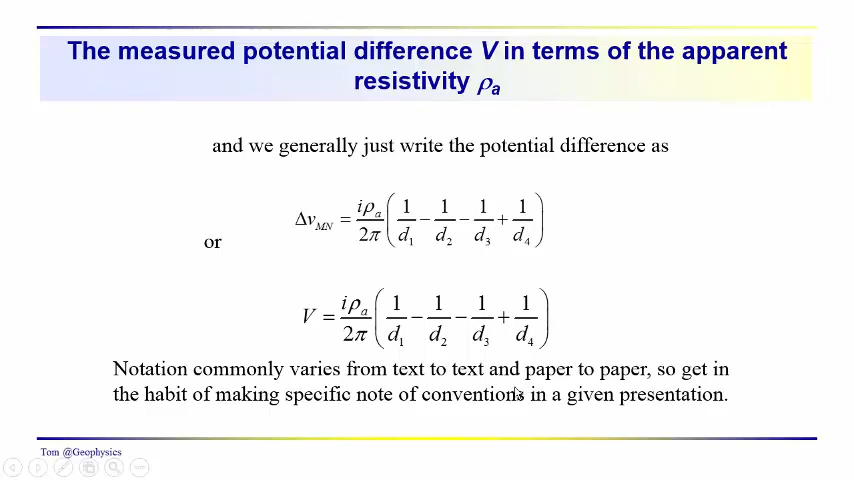 The measured potential difference V in terms of the apparent
resistivity ρₐ
and we generally just write the potential difference as
Δv_MN = iρₐ/2π (1/d₁ − 1/d₂ − 1/d₃ + 1/d₄)
or
V = iρₐ/2π (1/d₁ − 1/d₂ − 1/d₃ + 1/d₄)
Notation commonly varies from text to text and paper to paper, so get in
the habit of making specific note of conventions in a given presentation.
Tom @Geophysics